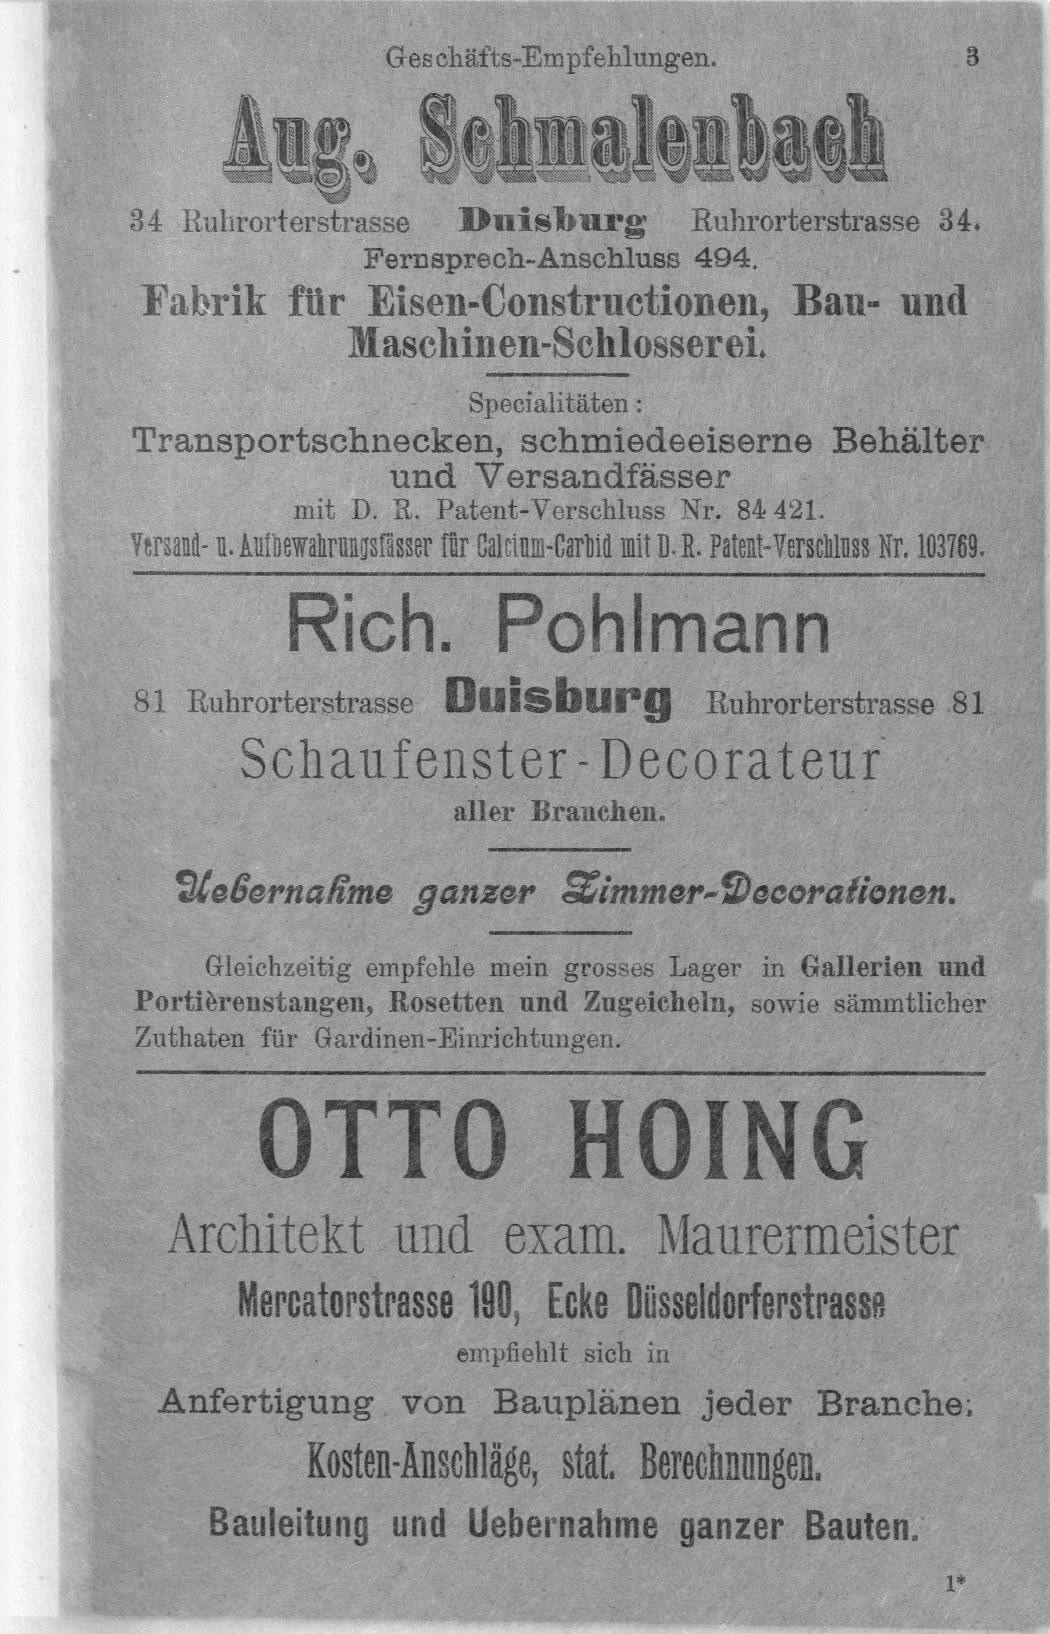 Geschäfts-Empfehlungen. 3
Aug. Schmalenbach
34 Ruhrorterstrasse Duisburg Ruhrorterstrasse 34.
Fernsprech-Anschluss 494.
Fabrik für Eisen-Constructionen, Bau- und
Maschinen-Schlosserei.
Specialitäten:
Transportschnecken, schmiedeeiserne Behälter
und Versandfässer
mit D. R. Patent-Verschluss Nr. 84 421.
Versand- u. Aufbewahrungsfässer für Calcium-Carbid mit D. R. Patent-Verschluss Nr. 103769.
Rich. Pohlmann
81 Ruhrorterstrasse Duisburg Ruhrorterstrasse 81
Schaufenster-Decorateur
aller Branchen.
Uebernahme ganzer Zimmer-Decorationen.
Gleichzeitig empfehle mein grosses Lager in Gallerien und
Portièrenstangen, Rosetten und Zugeicheln, sowie sämmtlicher
Zuthaten für Gardinen-Einrichtungen.
OTTO HOING
Architekt und exam. Maurermeister
Mercatorstrasse 190, Ecke Düsseldorferstrasse
empfiehlt sich in
Anfertigung von Bauplänen jeder Branche,
Kosten-Anschläge, stat. Berechnungen.
Bauleitung und Uebernahme ganzer Bauten.
1*